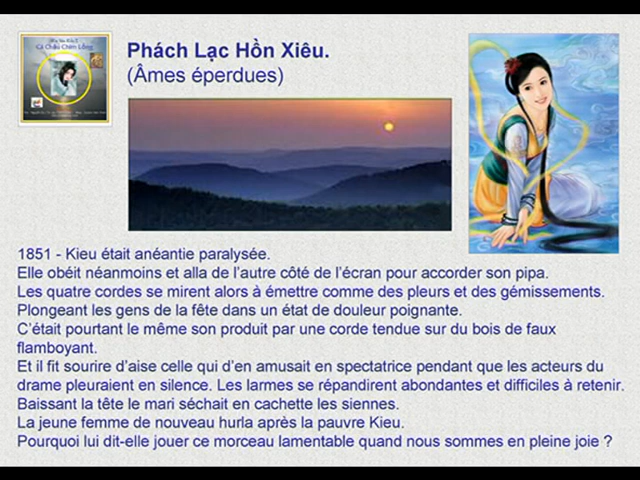 Cá Chậu Chim Lồng
Phách Lạc Hồn Xiêu.
(Âmes éperdues)
1851 - Kieu était anéantie paralysée.
Elle obéit néanmoins et alla de l’autre côté de l’écran pour accorder son pipa.
Les quatre cordes se mirent alors à émettre comme des pleurs et des gémissements.
Plongeant les gens de la fête dans un état de douleur poignante.
C’était pourtant le même son produit par une corde tendue sur du bois de faux
flamboyant.
Et il fit sourire d’aise celle qui d’en amusait en spectatrice pendant que les acteurs du
drame pleuraient en silence. Les larmes se répandirent abondantes et difficiles à retenir.
Baissant la tête le mari séchait en cachette les siennes.
La jeune femme de nouveau hurla après la pauvre Kieu.
Pourquoi lui dit-elle jouer ce morceau lamentable quand nous sommes en pleine joie ?